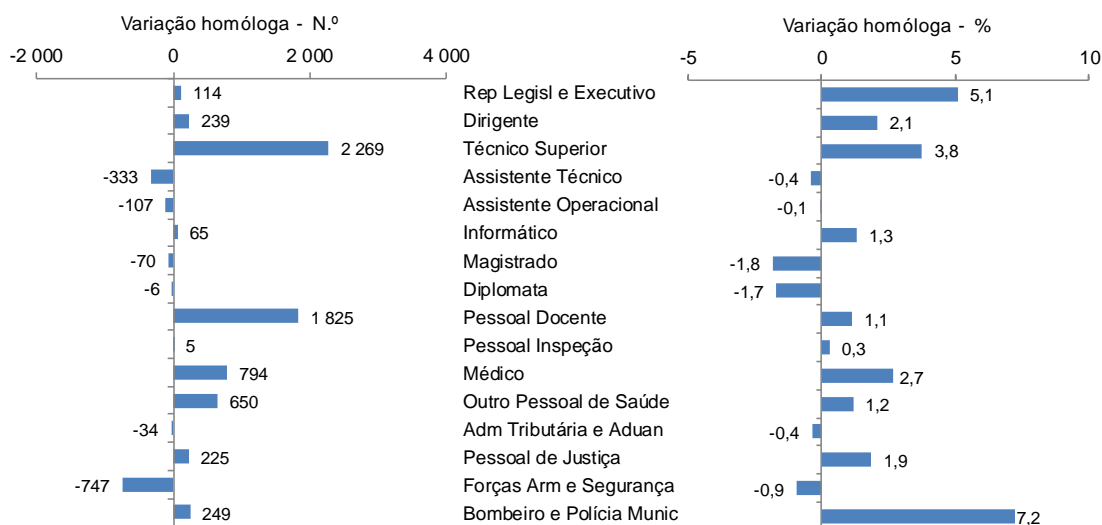 Variação homóloga - N.º Variação homóloga - %
-2 000 0 2 000 4 000 -5 0 5 10
114 Rep Legisl e Executivo 5,1
239 Dirigente 2,1
2 269 Técnico Superior 3,8
-333 Assistente Técnico -0,4
-107 Assistente Operacional -0,1
65 Informático 1,3
-70 Magistrado -1,8
-6 Diplomata -1,7
1 825 Pessoal Docente 1,1
5 Pessoal Inspeção 0,3
794 Médico 2,7
650 Outro Pessoal de Saúde 1,2
-34 Adm Tributária e Aduan -0,4
225 Pessoal de Justiça 1,9
-747 Forças Arm e Segurança -0,9
249 Bombeiro e Polícia Munic 7,2